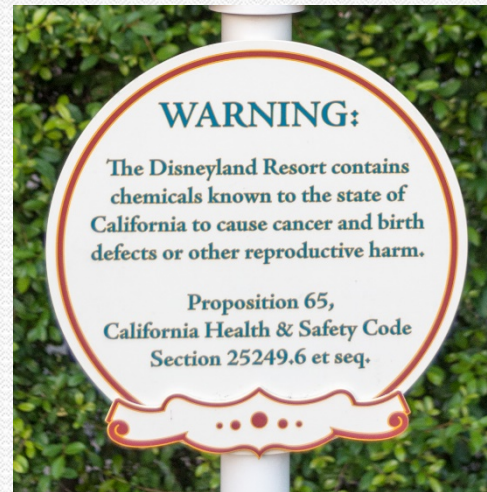 WARNING:
The Disneyland Resort contains
chemicals known to the state of
California to cause cancer and birth
defects or other reproductive harm.
Proposition 65,
California Health & Safety Code
Section 25249.6 et seq.